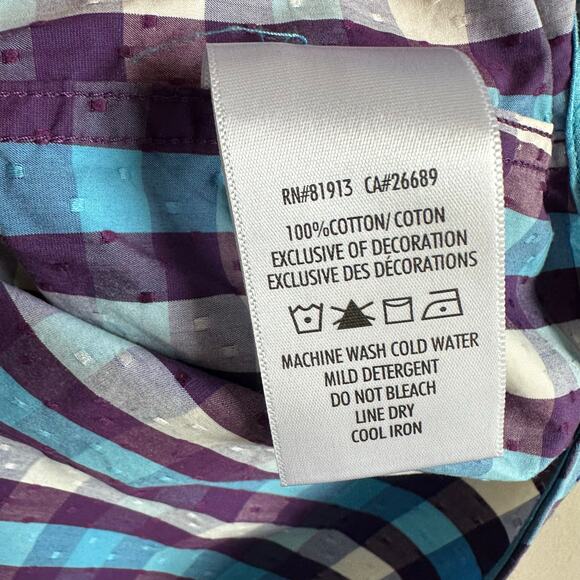 RN#81913 CA#26689
100%COTTON/ COTON
EXCLUSIVE OF DECORATION
EXCLUSIVE DES DÉCORATIONS
MACHINE WASH COLD WATER
MILD DETERGENT
DO NOT BLEACH
LINE DRY
COOL IRON